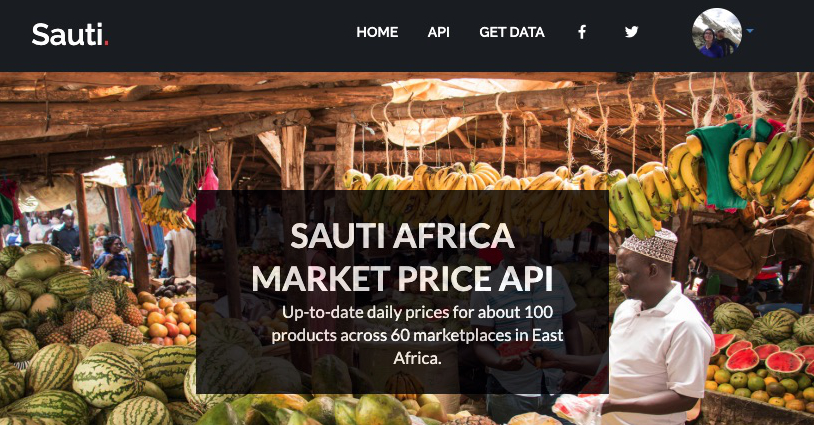 Sauti.
HOME API GET DATA
SAUTI AFRICA
MARKET PRICE API
Up-to-date daily prices for about 100
products across 60 marketplaces in East
Africa.